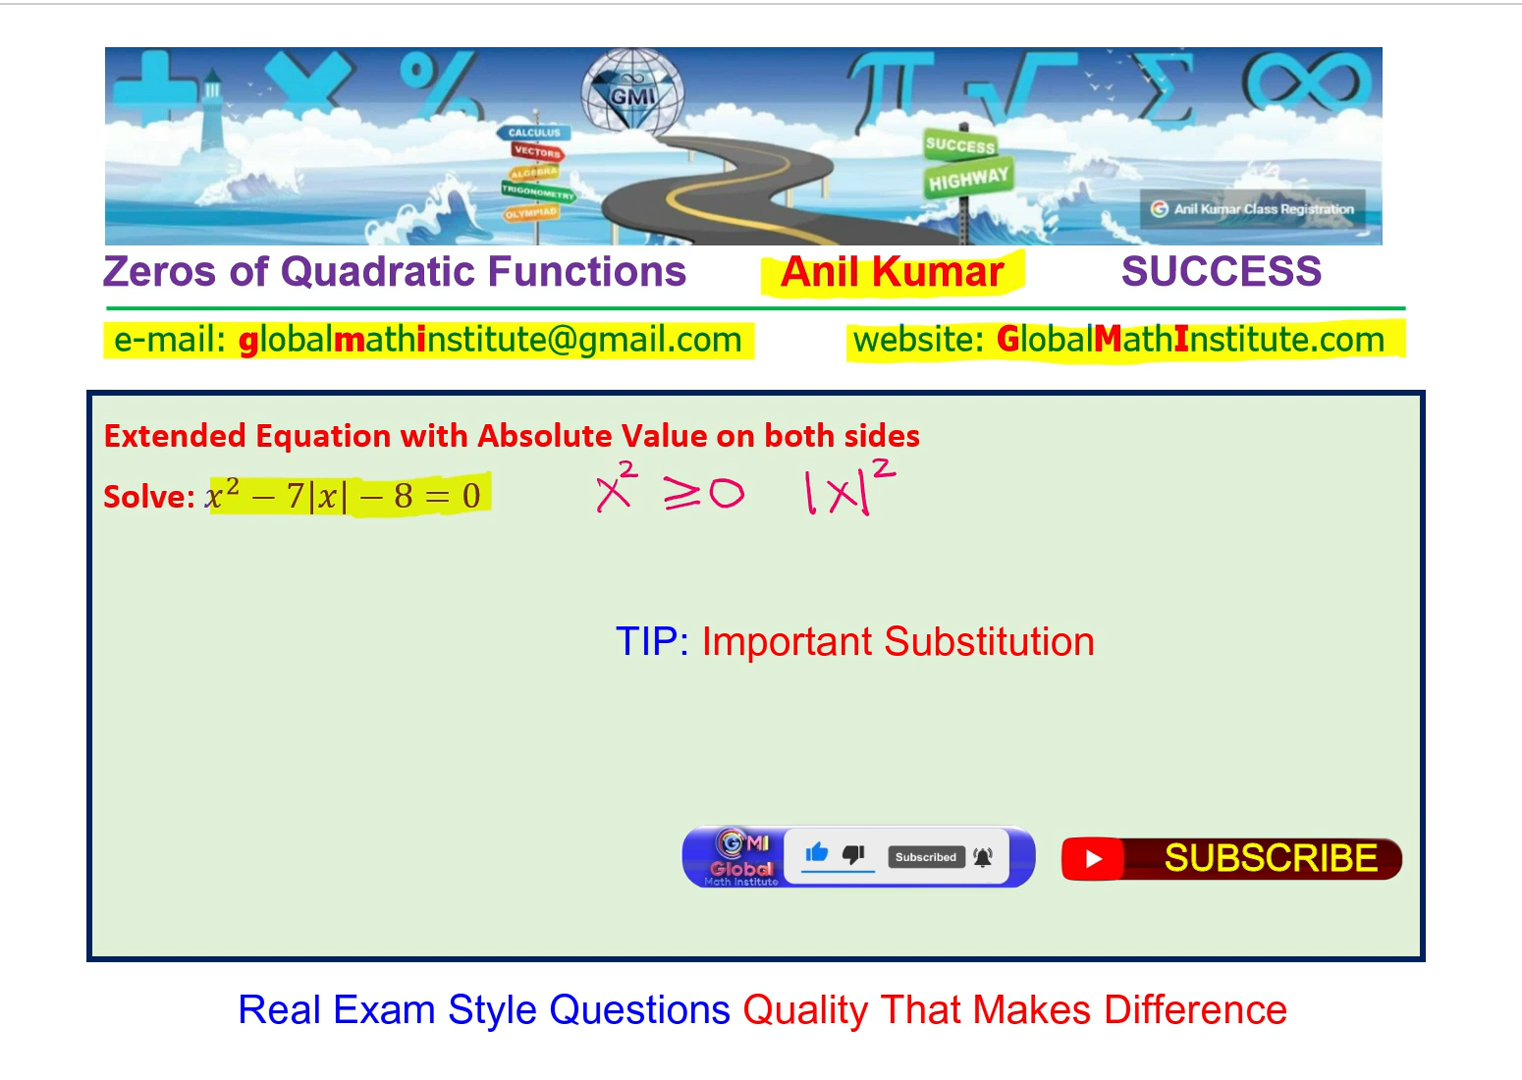 GMI
CALCULUS
VECTORS
ALGEBRA
TRIGONOMETRY
OLYMPIAD
SUCCESS
HIGHWAY
Anil Kumar Class Registration
Zeros of Quadratic Functions Anil Kumar SUCCESS
e-mail: globalmathinstitute@gmail.com website: GlobalMathInstitute.com
Extended Equation with Absolute Value on both sides
Solve: x² − 7|x| − 8 = 0 x² ≥ 0 |x|²
TIP: Important Substitution
GMI
Global
Math Institute
Subscribed
SUBSCRIBE
Real Exam Style Questions Quality That Makes Difference